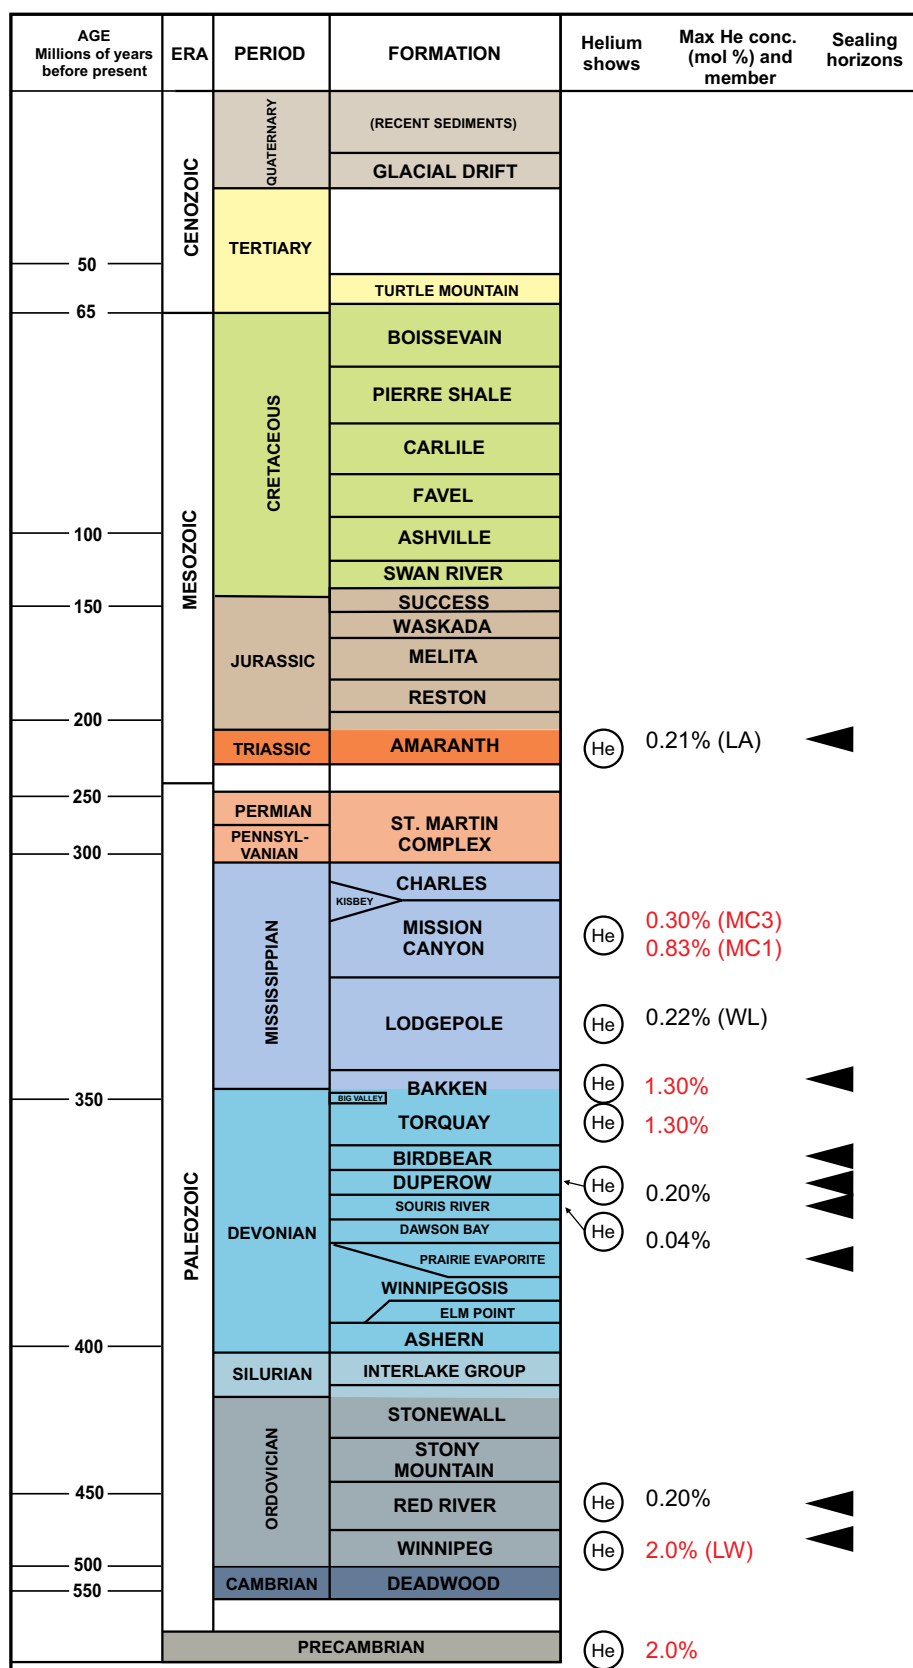 AGE
Millions of years
before present
ERA
PERIOD
FORMATION
Helium
shows
Max He conc.
(mol %) and
member
Sealing
horizons
CENOZOIC
QUATERNARY
(RECENT SEDIMENTS)
GLACIAL DRIFT
TERTIARY
50
TURTLE MOUNTAIN
65
MESOZOIC
CRETACEOUS
BOISSEVAIN
PIERRE SHALE
CARLILE
FAVEL
100
ASHVILLE
SWAN RIVER
150
JURASSIC
SUCCESS
WASKADA
MELITA
RESTON
200
TRIASSIC
AMARANTH
He
0.21% (LA)
250
PALEOZOIC
PERMIAN
PENNSYL-
VANIAN
ST. MARTIN
COMPLEX
300
MISSISSIPPIAN
CHARLES
KISBEY
MISSION
CANYON
He
0.30% (MC3)
0.83% (MC1)
LODGEPOLE
He
0.22% (WL)
BAKKEN
He
1.30%
350
DEVONIAN
BIG VALLEY
TORQUAY
He
1.30%
BIRDBEAR
DUPEROW
He
0.20%
SOURIS RIVER
DAWSON BAY
He
0.04%
PRAIRIE EVAPORITE
WINNIPEGOSIS
ELM POINT
400
ASHERN
SILURIAN
INTERLAKE GROUP
ORDOVICIAN
STONEWALL
STONY
MOUNTAIN
450
RED RIVER
He
0.20%
WINNIPEG
He
2.0% (LW)
500
CAMBRIAN
DEADWOOD
550
PRECAMBRIAN
He
2.0%